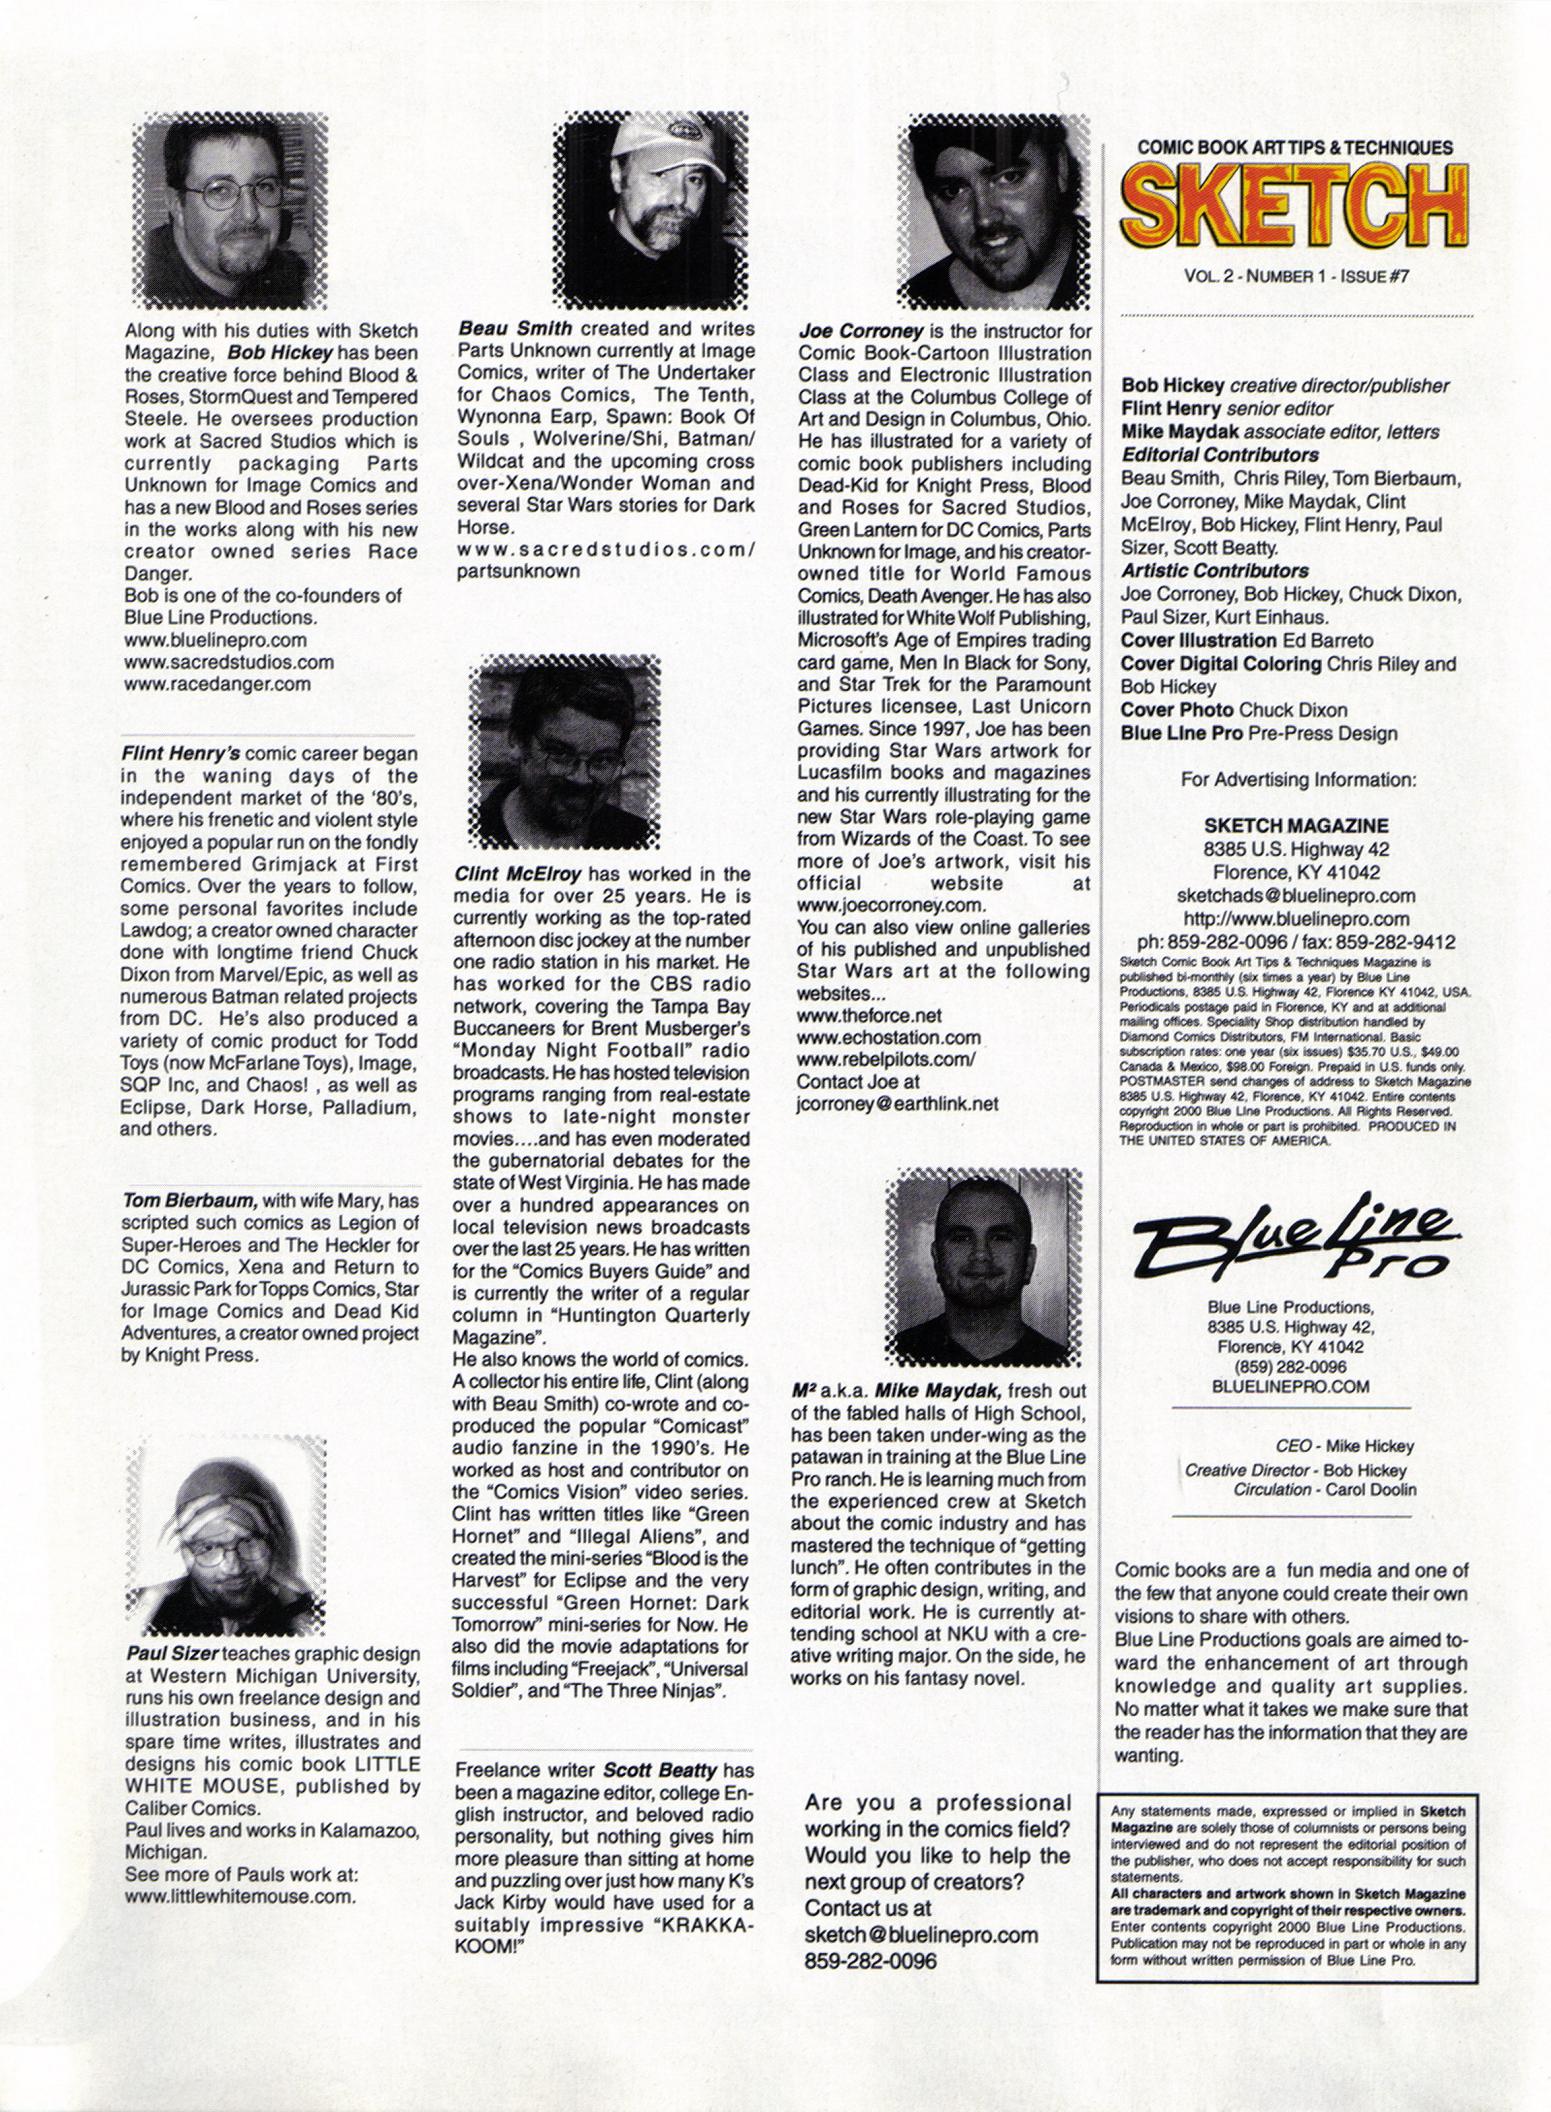 Along with his duties with Sketch
Magazine, Bob Hickey has been
the creative force behind Blood &
Roses, StormQuest and Tempered
Steele. He oversees production
work at Sacred Studios which is
currently packaging Parts
Unknown for Image Comics and
has a new Blood and Roses series
in the works along with his new
creator owned series Race
Danger.
Bob is one of the co-founders of
Blue Line Productions.
www.bluelinepro.com
www.sacredstudios.com
www.racedanger.com
Flint Henry's comic career began
in the waning days of the
independent market of the '80's,
where his frenetic and violent style
enjoyed a popular run on the fondly
remembered Grimjack at First
Comics. Over the years to follow,
some personal favorites include
Lawdog; a creator owned character
done with longtime friend Chuck
Dixon from Marvel/Epic, as well as
numerous Batman related projects
from DC. He's also produced a
variety of comic product for Todd
Toys (now McFarlane Toys), Image,
SQP Inc, and Chaos! , as well as
Eclipse, Dark Horse, Palladium,
and others.
Tom Bierbaum, with wife Mary, has
scripted such comics as Legion of
Super-Heroes and The Heckler for
DC Comics, Xena and Return to
Jurassic Park for Topps Comics, Star
for Image Comics and Dead Kid
Adventures, a creator owned project
by Knight Press.
Paul Sizer teaches graphic design
at Western Michigan University,
runs his own freelance design and
illustration business, and in his
spare time writes, illustrates and
designs his comic book LITTLE
WHITE MOUSE, published by
Caliber Comics.
Paul lives and works in Kalamazoo,
Michigan.
See more of Pauls work at:
www.littlewhitemouse.com.
Beau Smith created and writes
Parts Unknown currently at Image
Comics, writer of The Undertaker
for Chaos Comics, The Tenth,
Wynonna Earp, Spawn: Book Of
Souls , Wolverine/Shi, Batman/
Wildcat and the upcoming cross
over-Xena/Wonder Woman and
several Star Wars stories for Dark
Horse.
www.sacredstudios.com/
partsunknown
Clint McElroy has worked in the
media for over 25 years. He is
currently working as the top-rated
afternoon disc jockey at the number
one radio station in his market. He
has worked for the CBS radio
network, covering the Tampa Bay
Buccaneers for Brent Musberger's
"Monday Night Football" radio
broadcasts. He has hosted television
programs ranging from real-estate
shows to late-night monster
movies....and has even moderated
the gubernatorial debates for the
state of West Virginia. He has made
over a hundred appearances on
local television news broadcasts
over the last 25 years. He has written
for the "Comics Buyers Guide" and
is currently the writer of a regular
column in "Huntington Quarterly
Magazine".
He also knows the world of comics.
A collector his entire life, Clint (along
with Beau Smith) co-wrote and co-
produced the popular "Comicast"
audio fanzine in the 1990's. He
worked as host and contributor on
the "Comics Vision" video series.
Clint has written titles like "Green
Hornet" and "Illegal Aliens", and
created the mini-series "Blood is the
Harvest" for Eclipse and the very
successful "Green Hornet: Dark
Tomorrow" mini-series for Now. He
also did the movie adaptations for
films including "Freejack", "Universal
Soldier", and "The Three Ninjas".
Freelance writer Scott Beatty has
been a magazine editor, college En-
glish instructor, and beloved radio
personality, but nothing gives him
more pleasure than sitting at home
and puzzling over just how many K's
Jack Kirby would have used for a
suitably impressive "KRAKKA-
KOOM!"
Joe Corroney is the instructor for
Comic Book-Cartoon Illustration
Class and Electronic Illustration
Class at the Columbus College of
Art and Design in Columbus, Ohio.
He has illustrated for a variety of
comic book publishers including
Dead-Kid for Knight Press, Blood
and Roses for Sacred Studios,
Green Lantern for DC Comics, Parts
Unknown for Image, and his creator-
owned title for World Famous
Comics, Death Avenger. He has also
illustrated for White Wolf Publishing,
Microsoft's Age of Empires trading
card game, Men In Black for Sony,
and Star Trek for the Paramount
Pictures licensee, Last Unicorn
Games. Since 1997, Joe has been
providing Star Wars artwork for
Lucasfilm books and magazines
and his currently illustrating for the
new Star Wars role-playing game
from Wizards of the Coast. To see
more of Joe's artwork, visit his
official website at
www.joecorroney.com.
You can also view online galleries
of his published and unpublished
Star Wars art at the following
websites...
www.theforce.net
www.echostation.com
www.rebelpilots.com/
Contact Joe at
jcorroney@earthlink.net
M² a.k.a. Mike Maydak, fresh out
of the fabled halls of High School,
has been taken under-wing as the
patawan in training at the Blue Line
Pro ranch. He is learning much from
the experienced crew at Sketch
about the comic industry and has
mastered the technique of "getting
lunch". He often contributes in the
form of graphic design, writing, and
editorial work. He is currently at-
tending school at NKU with a cre-
ative writing major. On the side, he
works on his fantasy novel.
Are you a professional
working in the comics field?
Would you like to help the
next group of creators?
Contact us at
sketch@bluelinepro.com
859-282-0096
COMIC BOOK ART TIPS & TECHNIQUES
SKETCH
VOL. 2 - NUMBER 1 - ISSUE #7
Bob Hickey creative director/publisher
Flint Henry senior editor
Mike Maydak associate editor, letters
Editorial Contributors
Beau Smith, Chris Riley, Tom Bierbaum,
Joe Corroney, Mike Maydak, Clint
McElroy, Bob Hickey, Flint Henry, Paul
Sizer, Scott Beatty.
Artistic Contributors
Joe Corroney, Bob Hickey, Chuck Dixon,
Paul Sizer, Kurt Einhaus.
Cover Illustration Ed Barreto
Cover Digital Coloring Chris Riley and
Bob Hickey
Cover Photo Chuck Dixon
Blue LIne Pro Pre-Press Design
For Advertising Information:
SKETCH MAGAZINE
8385 U.S. Highway 42
Florence, KY 41042
sketchads@bluelinepro.com
http://www.bluelinepro.com
ph: 859-282-0096 / fax: 859-282-9412
Sketch Comic Book Art Tips & Techniques Magazine is
published bi-monthly (six times a year) by Blue Line
Productions, 8385 U.S. Highway 42, Florence KY 41042, USA.
Periodicals postage paid in Florence, KY and at additional
mailing offices. Speciality Shop distribution handled by
Diamond Comics Distributors, FM International. Basic
subscription rates: one year (six issues) $35.70 U.S., $49.00
Canada & Mexico, $98.00 Foreign. Prepaid in U.S. funds only.
POSTMASTER send changes of address to Sketch Magazine
8385 U.S. Highway 42, Florence, KY 41042. Entire contents
copyright 2000 Blue LIne Productions. All Rights Reserved.
Reproduction in whole or part is prohibited. PRODUCED IN
THE UNITED STATES OF AMERICA.
Blue Line
Pro
Blue Line Productions,
8385 U.S. Highway 42,
Florence, KY 41042
(859) 282-0096
BLUELINEPRO.COM
CEO - Mike Hickey
Creative Director - Bob Hickey
Circulation - Carol Doolin
Comic books are a fun media and one of
the few that anyone could create their own
visions to share with others.
Blue Line Productions goals are aimed to-
ward the enhancement of art through
knowledge and quality art supplies.
No matter what it takes we make sure that
the reader has the information that they are
wanting.
Any statements made, expressed or implied in Sketch
Magazine are solely those of columnists or persons being
interviewed and do not represent the editorial position of
the publisher, who does not accept responsibility for such
statements.
All characters and artwork shown in Sketch Magazine
are trademark and copyright of their respective owners.
Enter contents copyright 2000 Blue Line Productions.
Publication may not be reproduced in part or whole in any
form without written permission of Blue Line Pro.